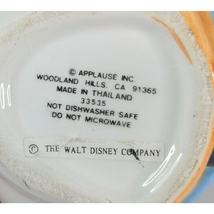 © APPLAUSE INC.
WOODLAND HILLS, CA 91365
MADE IN THAILAND
33535
NOT DISHWASHER SAFE
DO NOT MICROWAVE
© THE WALT DISNEY COMPANY